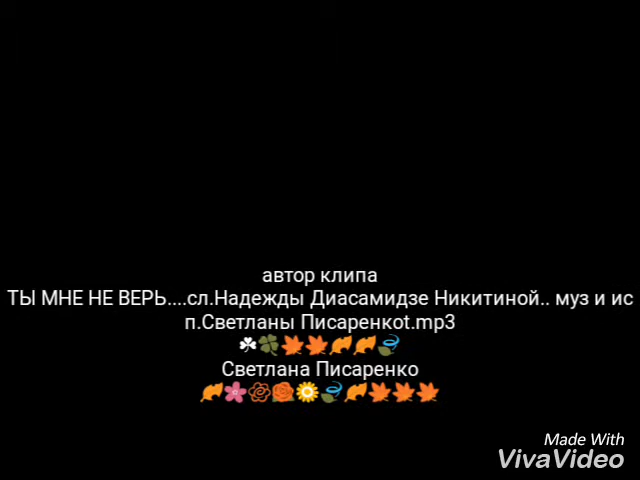 автор клипа
ТЫ МНЕ НЕ ВЕРЬ....сл.Надежды Диасамидзе Никитиной.. муз и ис
п.Светланы Писаренкоt.mp3
☘🍀🍁🍁🍂🍂🍃
Светлана Писаренко
🍂🌸🏵🌼🍃🍂🍁🍁🍁
Made With
VivaVideo